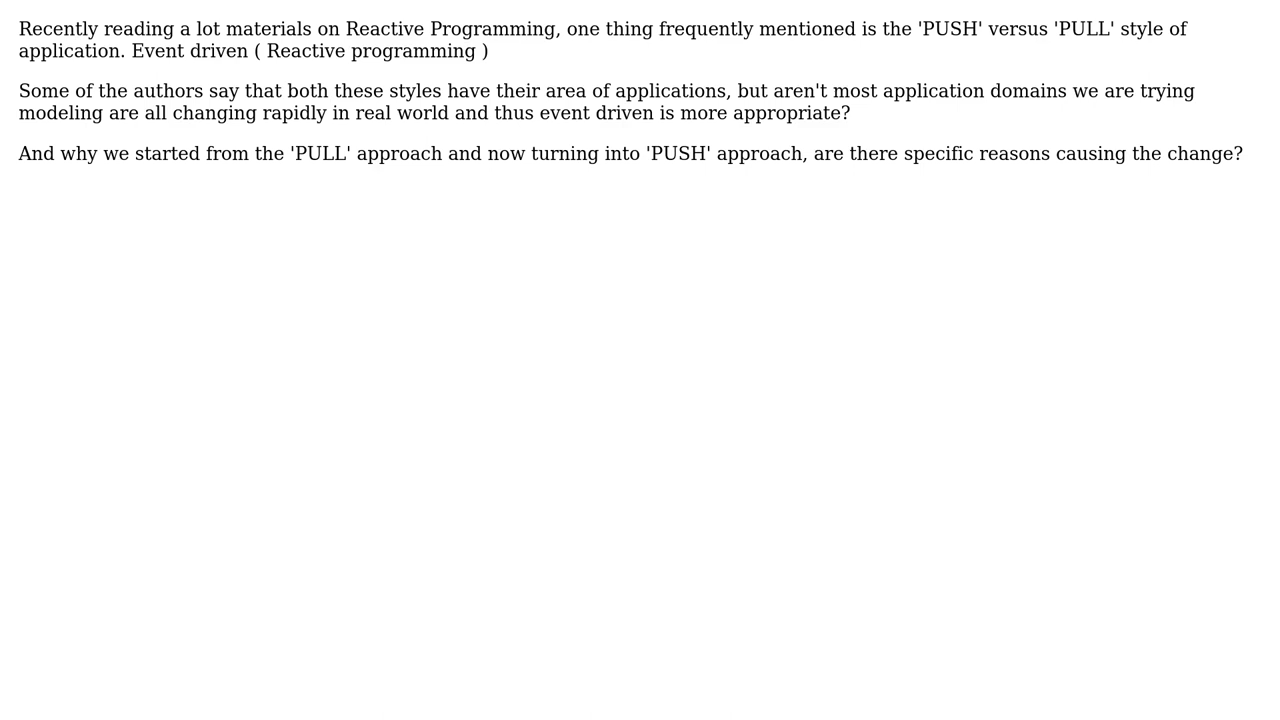 Recently reading a lot materials on Reactive Programming, one thing frequently mentioned is the 'PUSH' versus 'PULL' style of
application. Event driven ( Reactive programming )
Some of the authors say that both these styles have their area of applications, but aren't most application domains we are trying
modeling are all changing rapidly in real world and thus event driven is more appropriate?
And why we started from the 'PULL' approach and now turning into 'PUSH' approach, are there specific reasons causing the change?